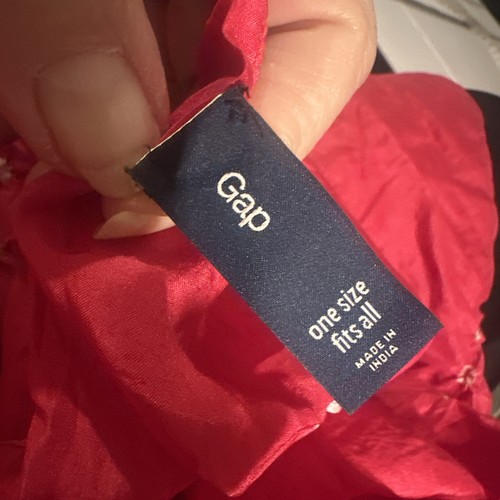 Gap
one size
fits all
MADE IN
INDIA